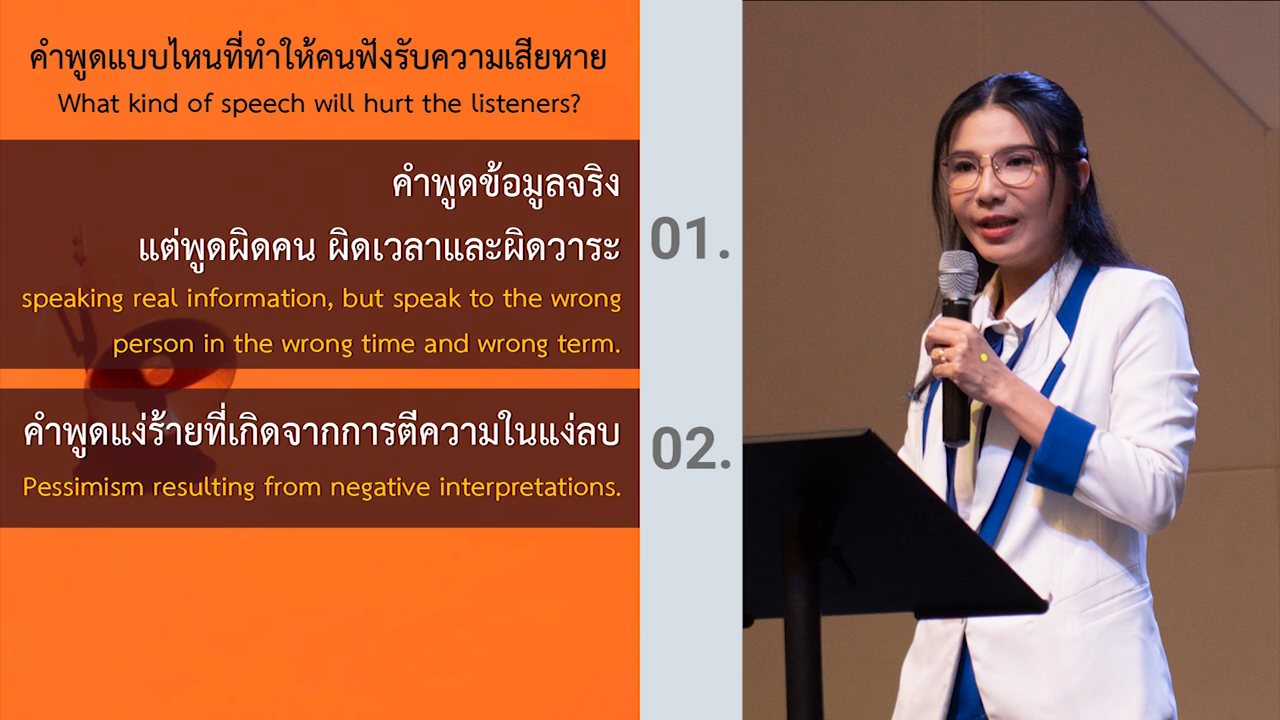 คำพูดแบบไหนที่ทำให้คนฟังรับความเสียหาย
What kind of speech will hurt the listeners?
คำพูดข้อมูลจริง
แต่พูดผิดคน ผิดเวลาและผิดวาระ
speaking real information, but speak to the wrong
person in the wrong time and wrong term.
01.
คำพูดแง่ร้ายที่เกิดจากการตีความในแง่ลบ
Pessimism resulting from negative interpretations.
02.